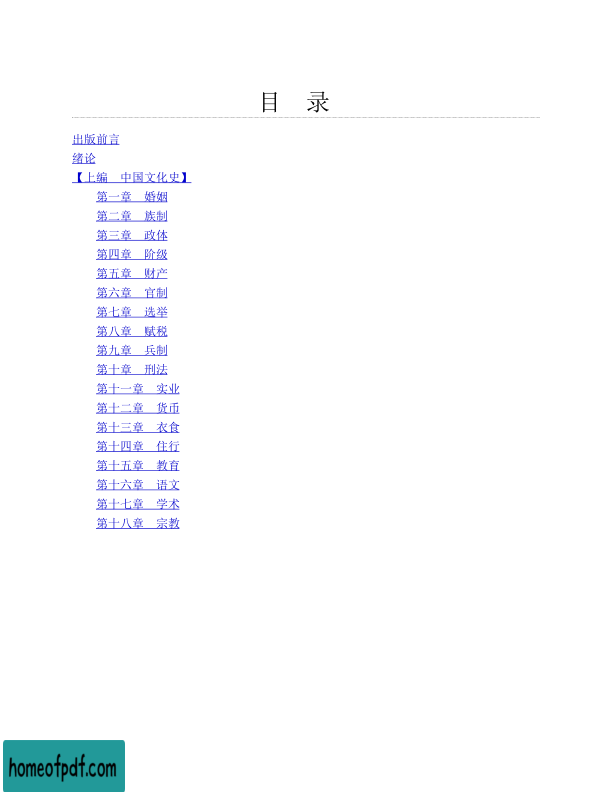 目　录
出版前言
绪论
【上编　中国文化史】
第一章　婚姻
第二章　族制
第三章　政体
第四章　阶级
第五章　财产
第六章　官制
第七章　选举
第八章　赋税
第九章　兵制
第十章　刑法
第十一章　实业
第十二章　货币
第十三章　衣食
第十四章　住行
第十五章　教育
第十六章　语文
第十七章　学术
第十八章　宗教
homeofpdf.com